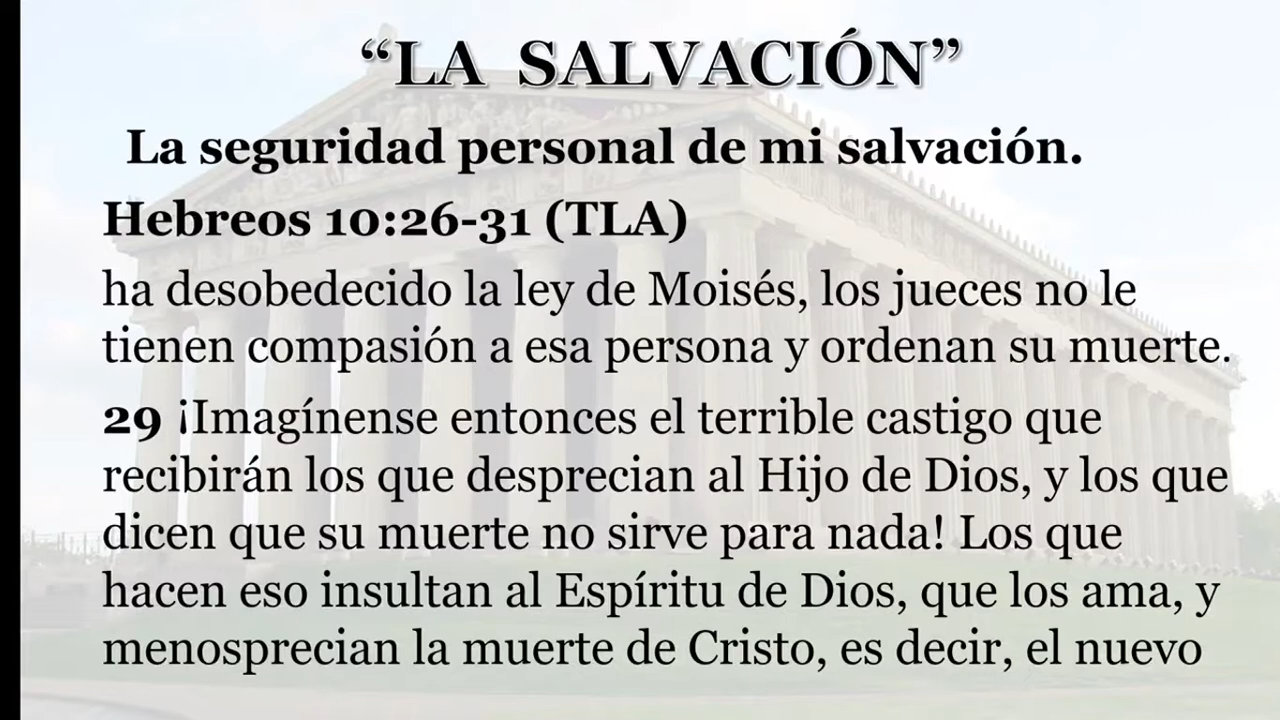 “LA SALVACIÓN”
La seguridad personal de mi salvación.
Hebreos 10:26-31 (TLA)
ha desobedecido la ley de Moisés, los jueces no le
tienen compasión a esa persona y ordenan su muerte.
29 ¡Imagínense entonces el terrible castigo que
recibirán los que desprecian al Hijo de Dios, y los que
dicen que su muerte no sirve para nada! Los que
hacen eso insultan al Espíritu de Dios, que los ama, y
menosprecian la muerte de Cristo, es decir, el nuevo